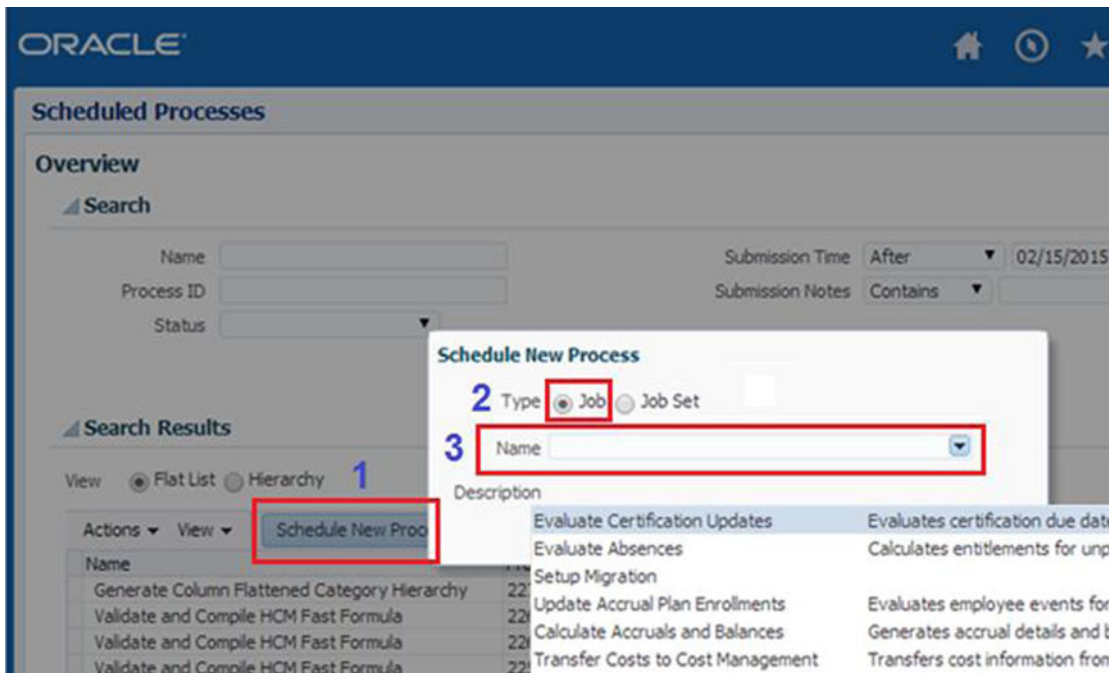 ORACLE
Scheduled Processes
Overview
Search
Name
Submission Time After 02/15/2015
Process ID
Submission Notes Contains
Status
Schedule New Process
2 Type Job Job Set
Search Results
3 Name
View Flat List Hierarchy 1
Description
Actions View Schedule New
Evaluate Certification Updates Evaluates certification due
Evaluate Absences Calculates entitlements for
Name
Setup Migration
Generate Column Flattened Category Hierarchy
Update Accrual Plan Enrollments Evaluates employee events for
Validate and Compile HCM Fast Formula
Calculate Accruals and Balances Generates accrual details and
Validate and Compile HCM Fast Formula
Transfer Costs to Cost Management Transfers cost information from
Validate and Compile HCM Fast Formula